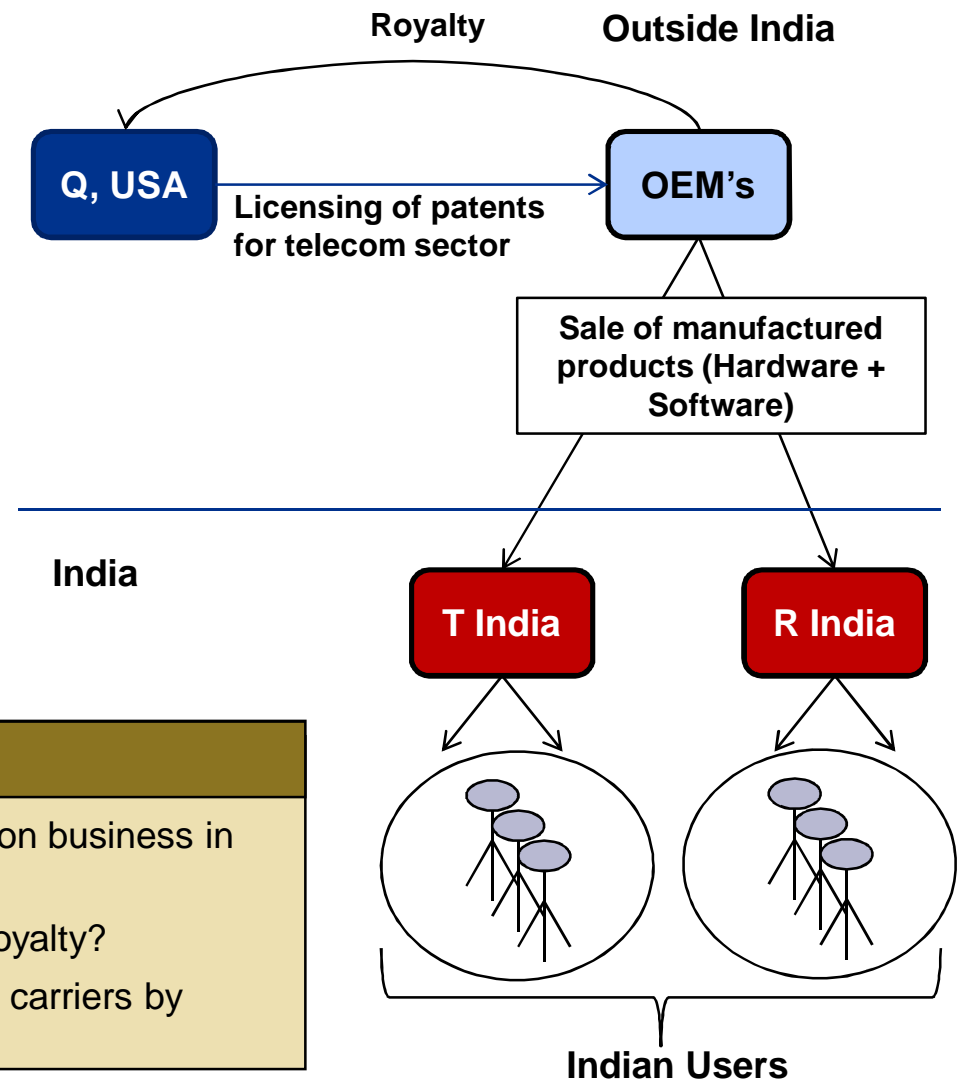 Royalty
Outside India
Q, USA
OEM's
Licensing of patents
for telecom sector
Sale of manufactured
products (Hardware +
Software)
India
T India
R India
on business in
oyalty?
carriers by
Indian Users